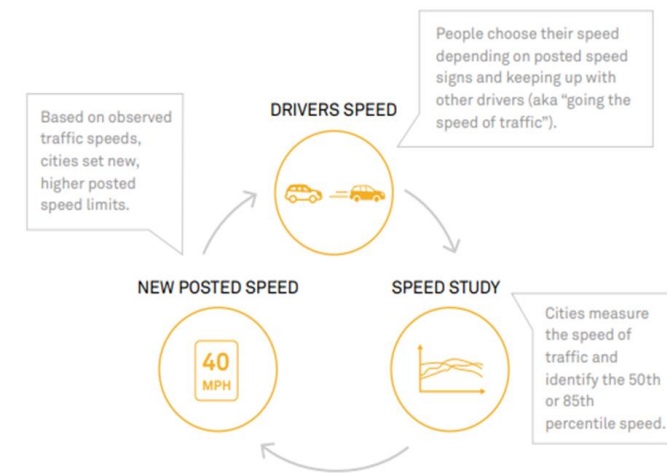 People choose their speed
depending on posted speed
signs and keeping up with
other drivers (aka “going the
speed of traffic”).
DRIVERS SPEED
Based on observed
traffic speeds,
cities set new,
higher posted
speed limits.
NEW POSTED SPEED
40
MPH
SPEED STUDY
Cities measure
the speed of
traffic and
identify the 50th
or 85th
percentile speed.